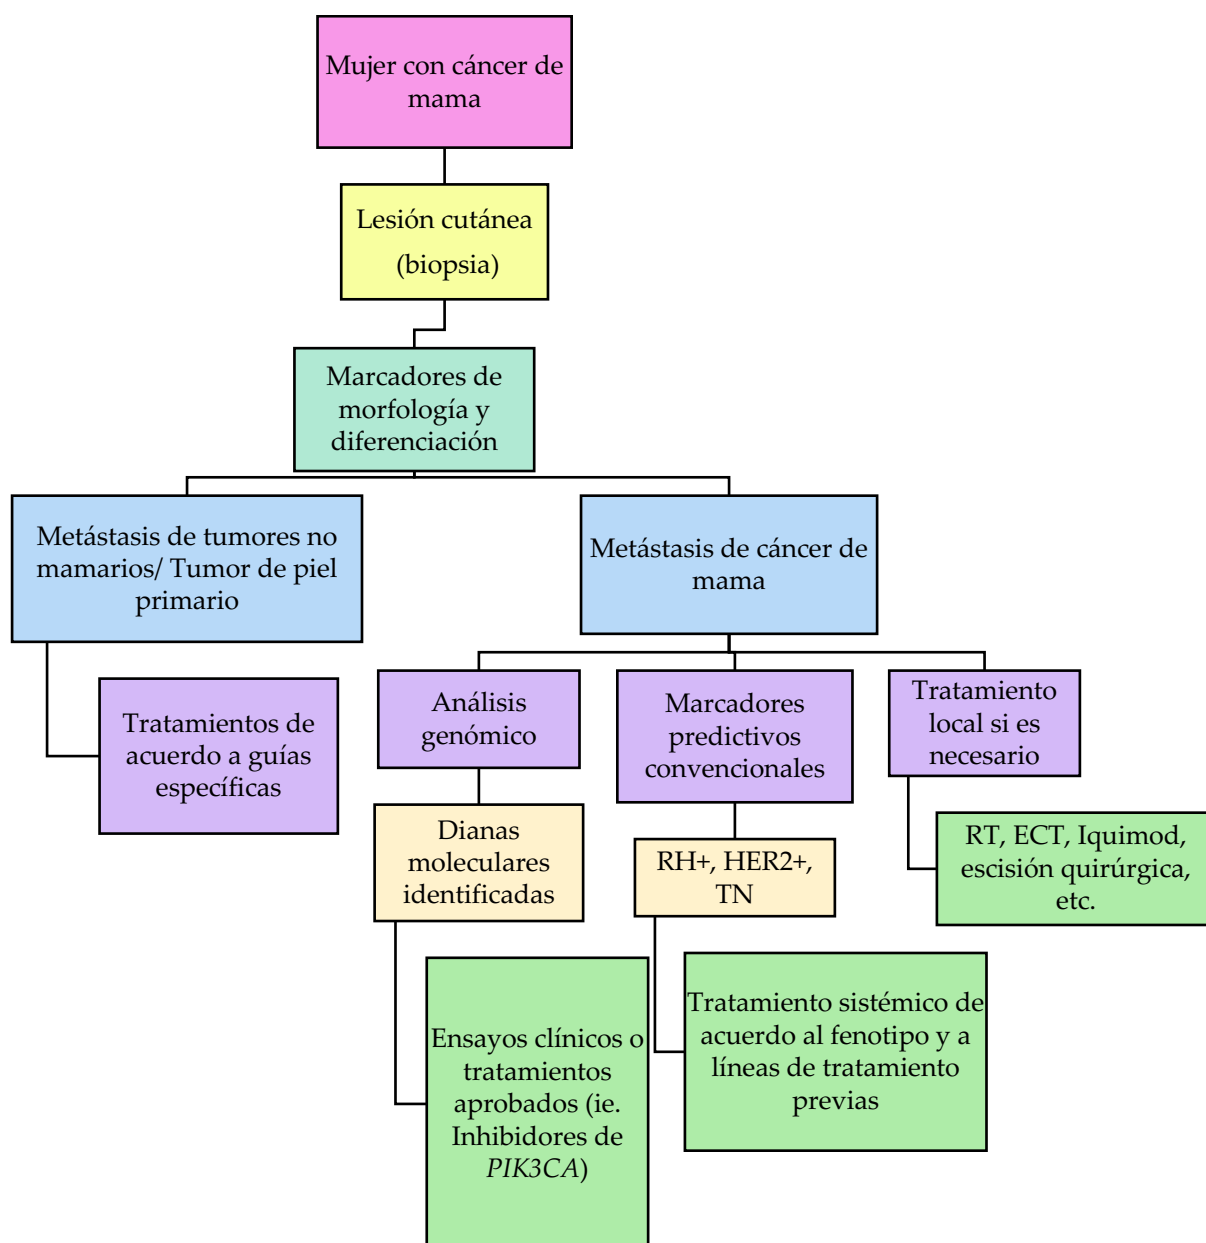 Mujer con cáncer de
mama
Lesión cutánea
(biopsia)
Marcadores de
morfología y
diferenciación
Metástasis de tumores no
mamarios/ Tumor de piel
primario
Metástasis de cáncer de
mama
Tratamientos de
acuerdo a guías
específicas
Análisis
genómico
Marcadores
predictivos
convencionales
Tratamiento
local si es
necesario
Dianas
moleculares
identificadas
RH+, HER2+,
TN
RT, ECT, Iquimod,
escisión quirúrgica,
etc.
Ensayos clínicos o
tratamientos
aprobados (ie.
Inhibidores de
PIK3CA)
Tratamiento sistémico de
acuerdo al fenotipo y a
líneas de tratamiento
previas